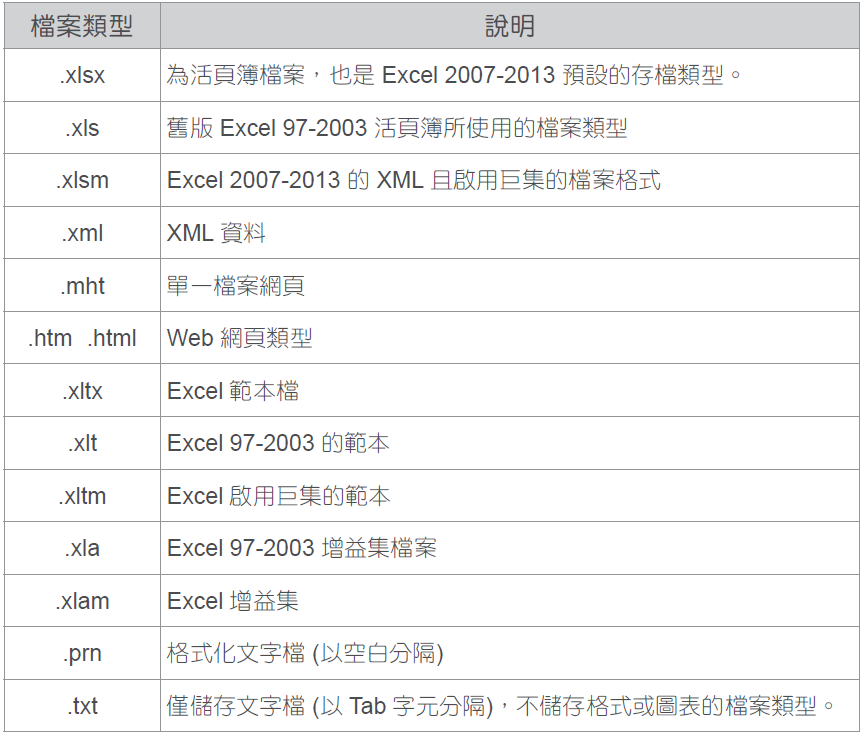 檔案類型 說明
.xlsx 為活頁簿檔案，也是 Excel 2007-2013 預設的存檔類型。
.xls 舊版 Excel 97-2003 活頁簿所使用的檔案類型
.xlsm Excel 2007-2013 的 XML 且啟用巨集的檔案格式
.xml XML 資料
.mht 單一檔案網頁
.htm .html Web 網頁類型
.xltx Excel 範本檔
.xlt Excel 97-2003 的範本
.xltm Excel 啟用巨集的範本
.xla Excel 97-2003 增益集檔案
.xlam Excel 增益集
.prn 格式化文字檔 (以空白分隔)
.txt 僅儲存文字檔 (以 Tab 字元分隔)，不儲存格式或圖表的檔案類型。